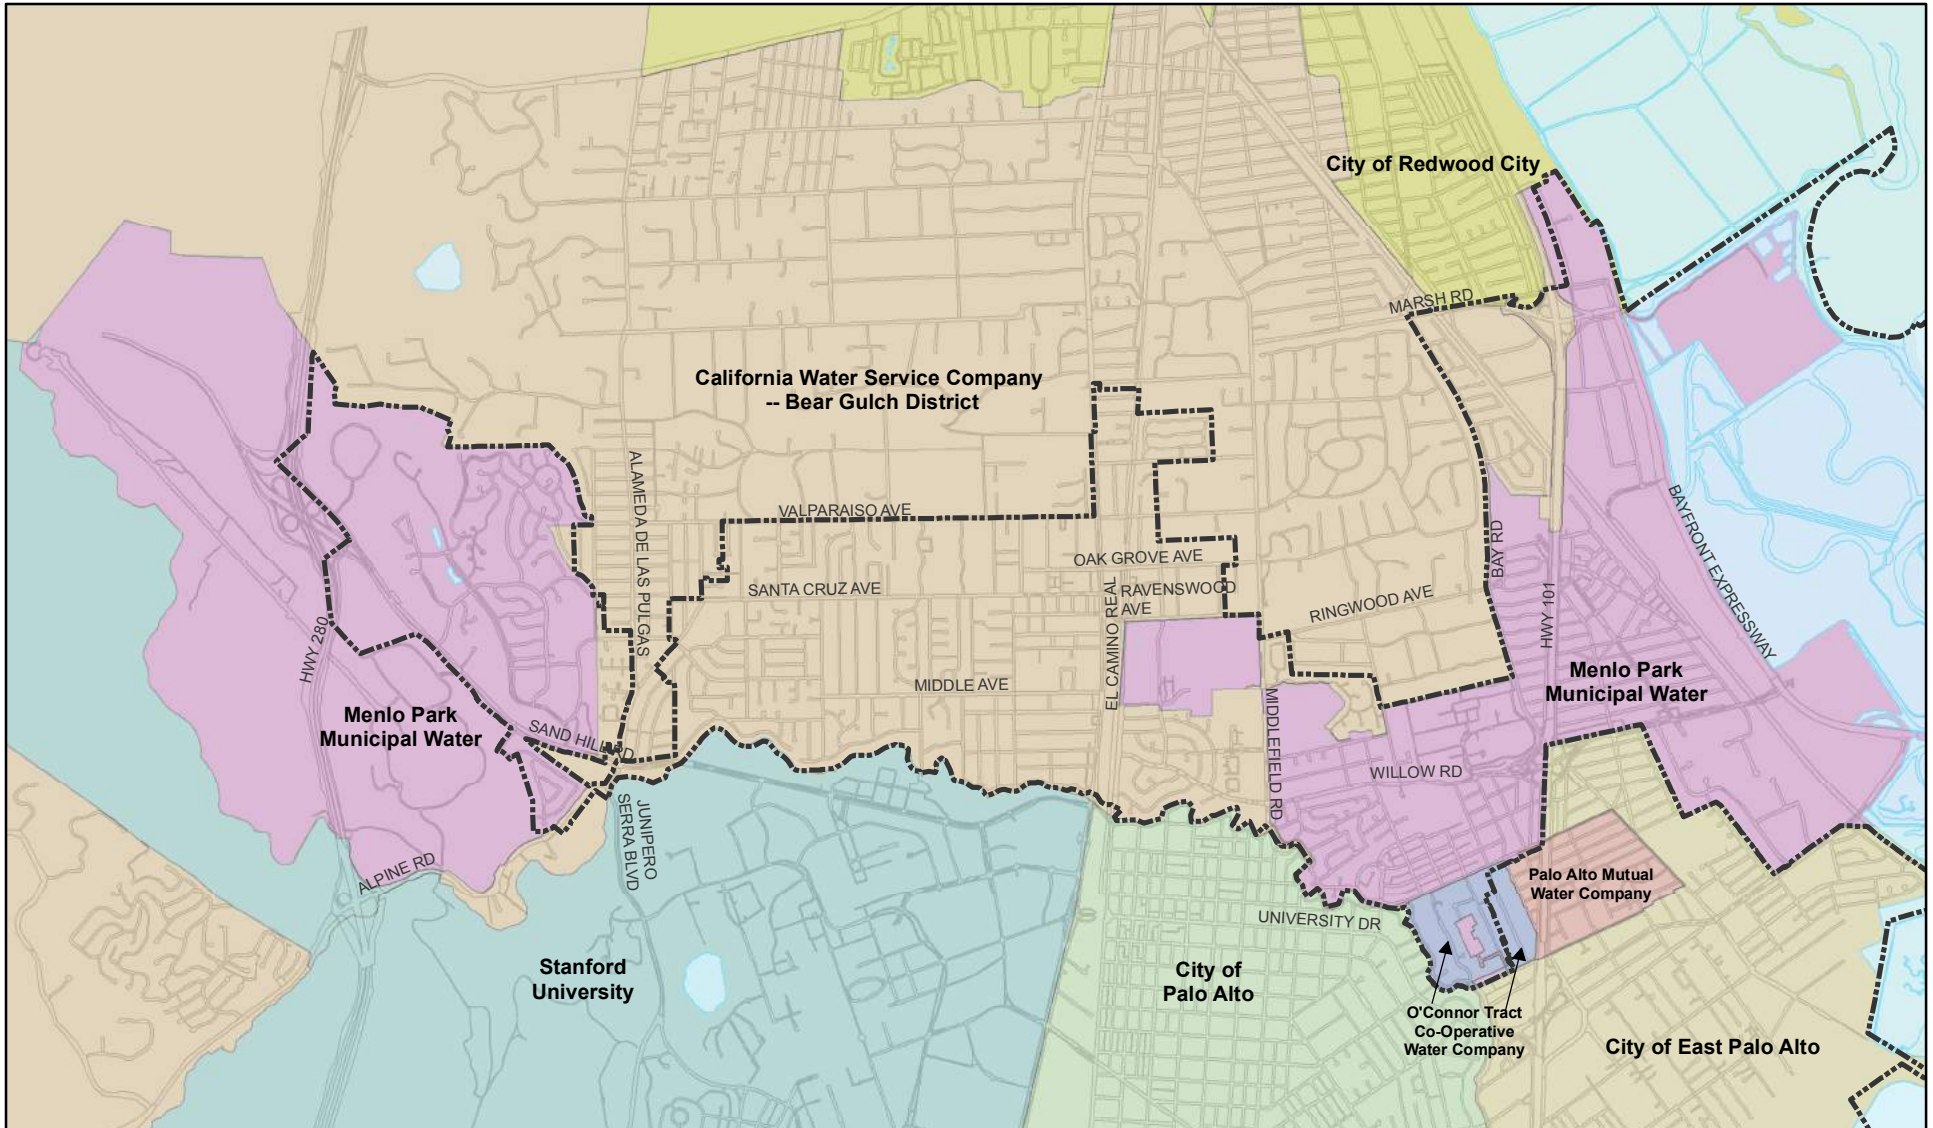 City of Redwood City
MARSH RD
California Water Service Company
-- Bear Gulch District
ALAMEDA DE LAS PULGAS
VALPARAISO AVE
BAY RD
BAYFRONT EXPRESSWAY
OAK GROVE AVE
SANTA CRUZ AVE
RAVENSWOOD
AVE
EL CAMINO REAL
RINGWOOD AVE
HWY 101
HWY 280
MIDDLE AVE
Menlo Park
Municipal Water
Menlo Park
Municipal Water
SAND HILL RD
MIDDLEFIELD RD
WILLOW RD
JUNIPERO
SERRA BLVD
ALPINE RD
Palo Alto Mutual
Water Company
UNIVERSITY DR
Stanford
University
City of
Palo Alto
O'Connor Tract
Co-Operative
Water Company
City of East Palo Alto